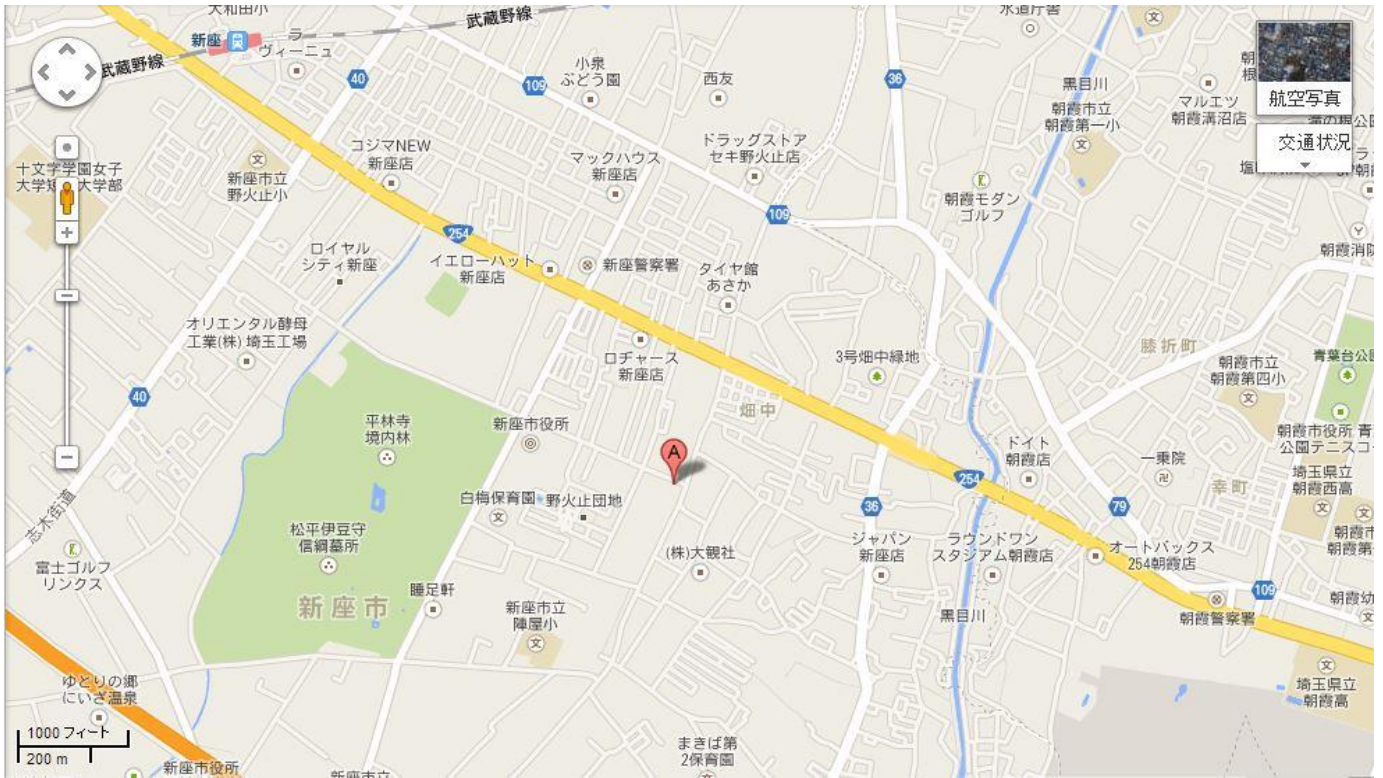 大和田小
武蔵野線
新座
ラ
ヴィーニュ
武蔵野線
40
109
小泉
ぶどう園
西友
36
水道庁舎
黒目川
朝霞市立
朝霞第一小
マルエツ
朝霞溝沼店
航空写真
交通状況
十文字学園女子
新座市立
野火止小
コジマNEW
新座店
マックハウス
新座店
ドラッグストア
セキ野火止店
109
朝霞モダン
ゴルフ
254
ロイヤル
シティ新座
イエローハット
新座店
新座警察署
タイヤ館
あさか
オリエンタル酵母
工業(株) 埼玉工場
ロヂャース
新座店
3号畑中緑地
膝折町
朝霞市立
朝霞第四小
40
平林寺
境内林
新座市役所
畑中
A
ドイト
朝霞店
254
一乗院
朝霞市役所 青
公園テニスコ
埼玉県立
朝霞西高
幸町
志木街道
白梅保育園
野火止団地
36
79
松平伊豆守
信綱墓所
(株)大観社
ジャパン
新座店
ラウンドワン
スタジアム朝霞店
オートバックス
254朝霞店
富士ゴルフ
リンクス
新座市
睡足軒
新座市立
陣屋小
黒目川
109
朝霞警察署
ゆとりの郷
にいざ温泉
埼玉県立
朝霞高
1000 フィート
200 m
まきば第
2保育園
新座市役所
新座市立